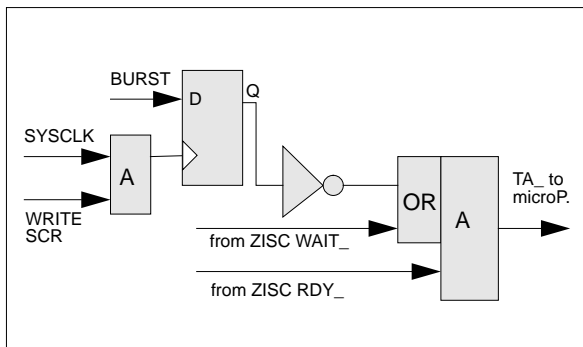 BURST
D
Q
SYSCLK
A
WRITE
SCR
OR
A
TA_ to
microP.
from ZISC WAIT_
from ZISC RDY_